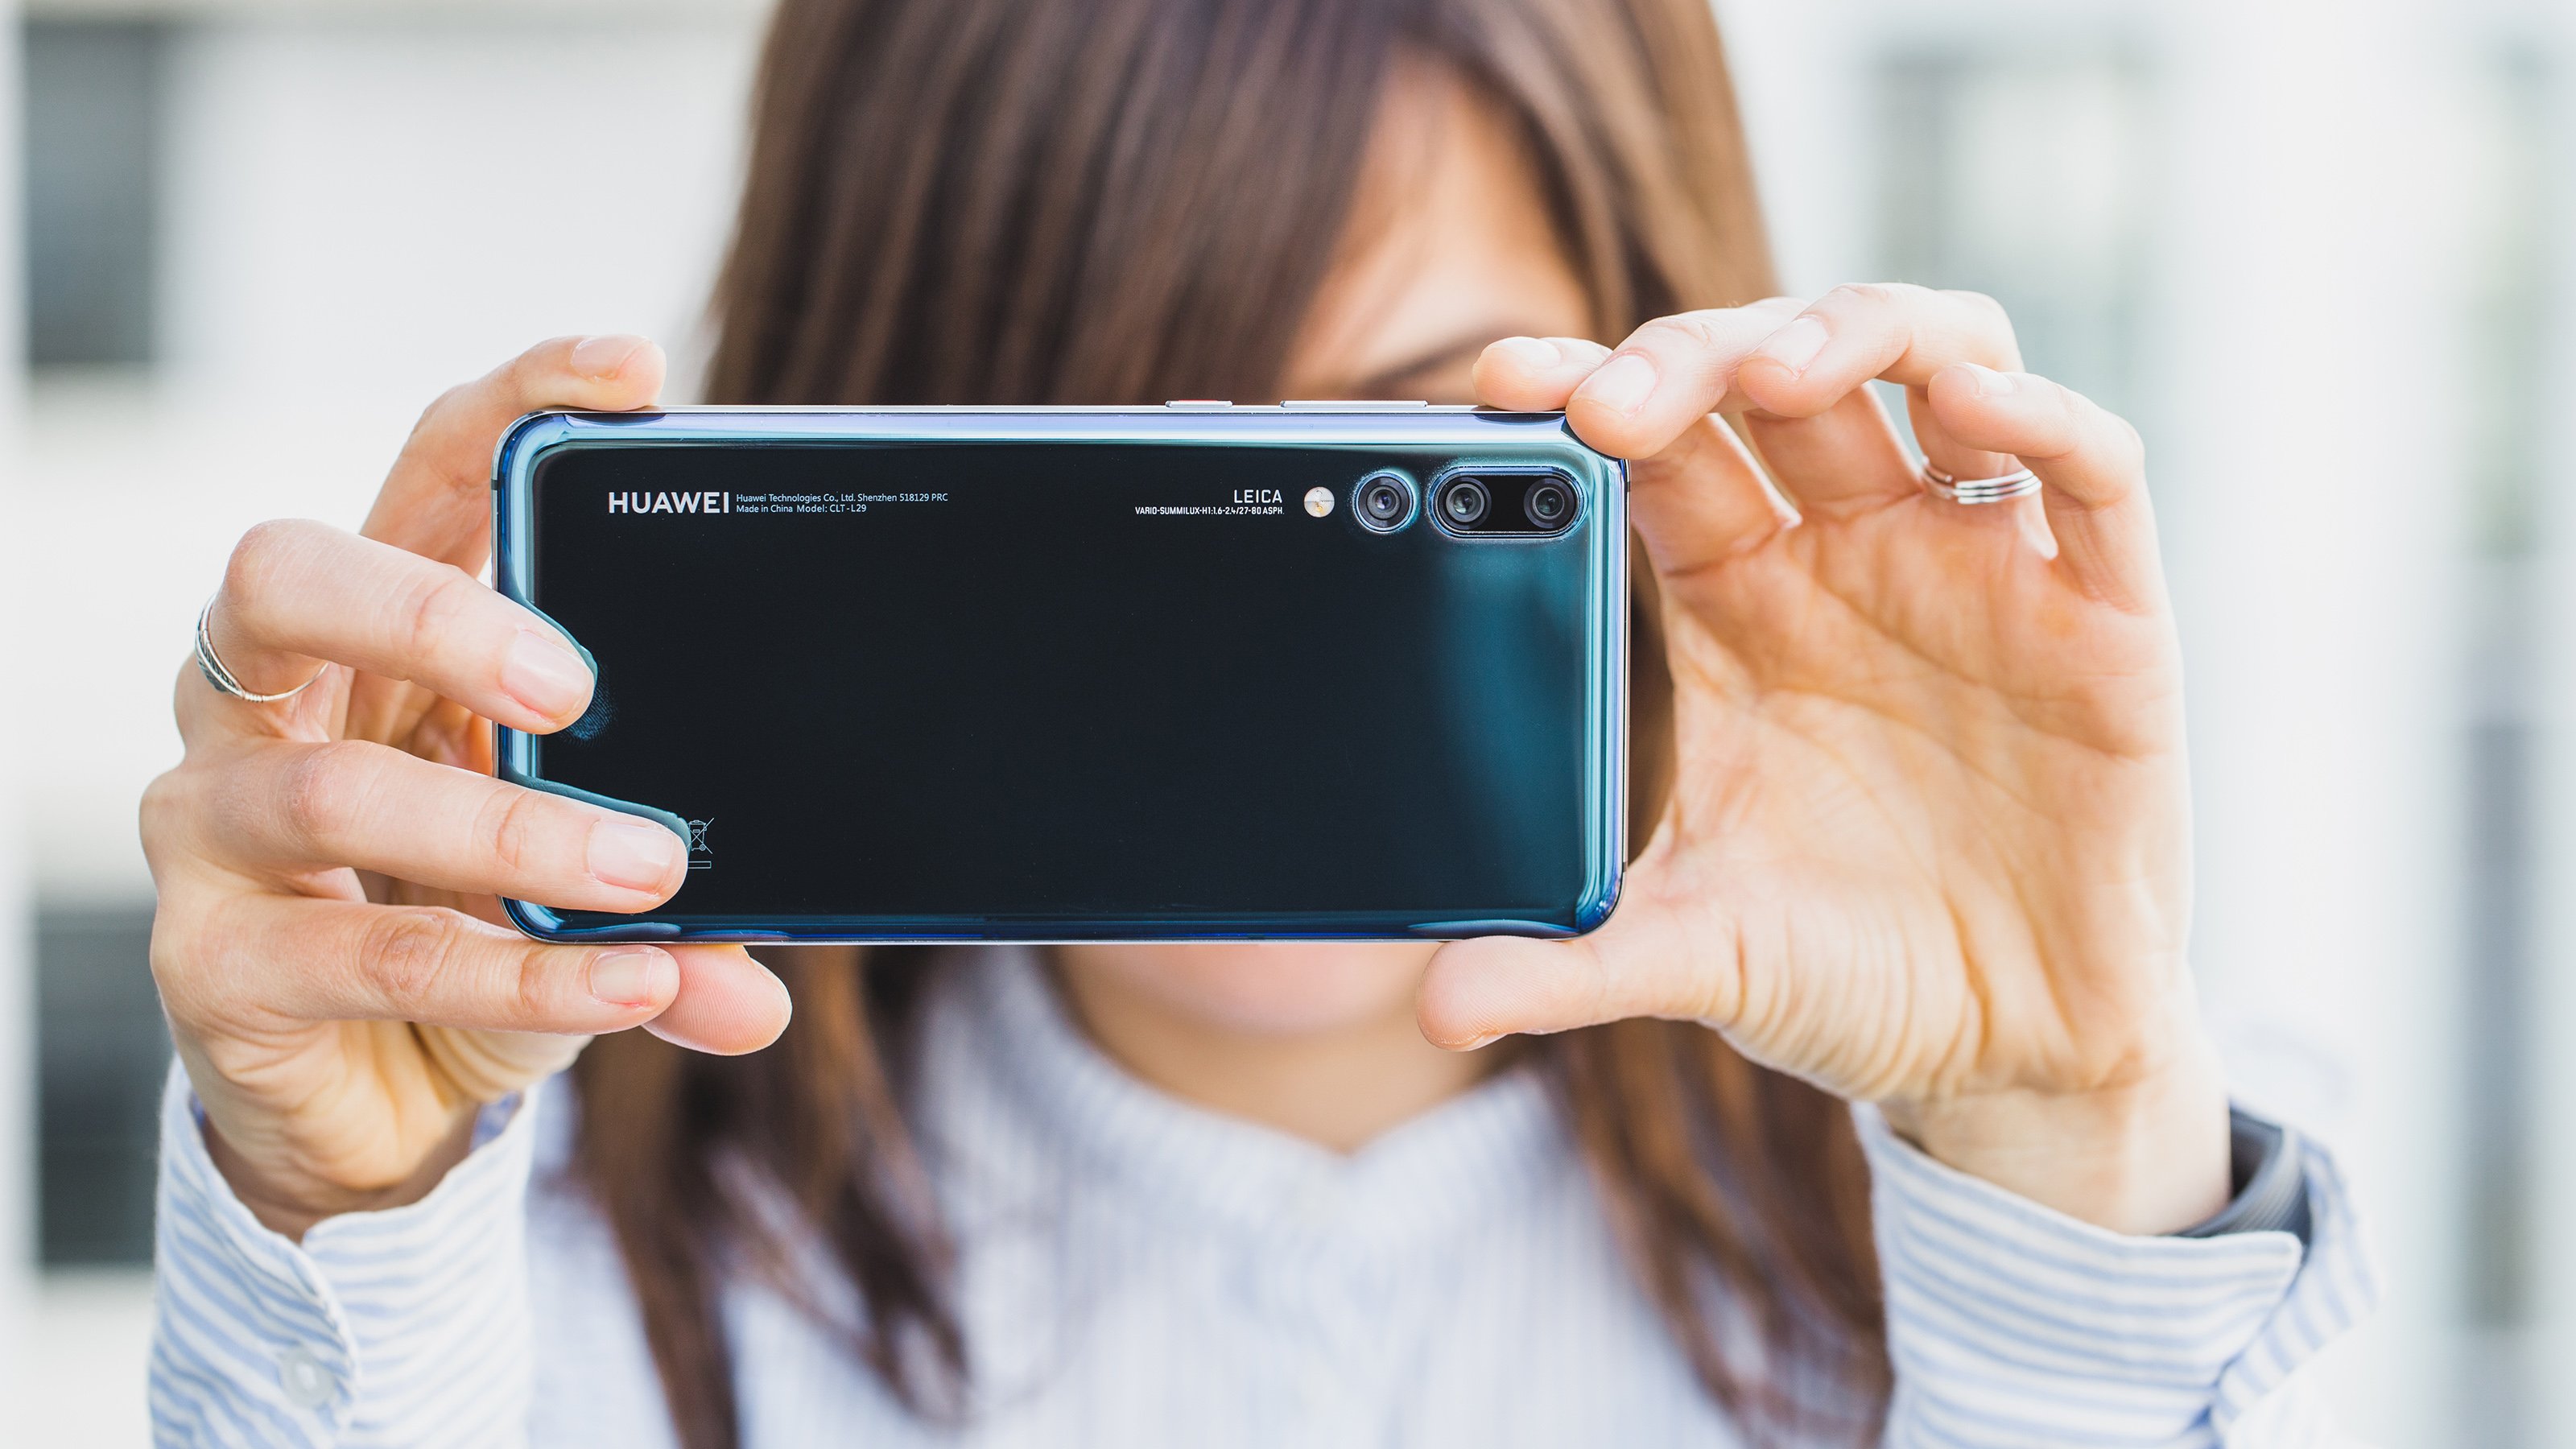 HUAWEI
Huawei Technologies Co., Ltd. Shenzhen 518129 PRC
Made in China Model: CLT-L29
LEICA
VARIO-SUMMILUX-H1:1.6-2.4/27-80 ASPH.